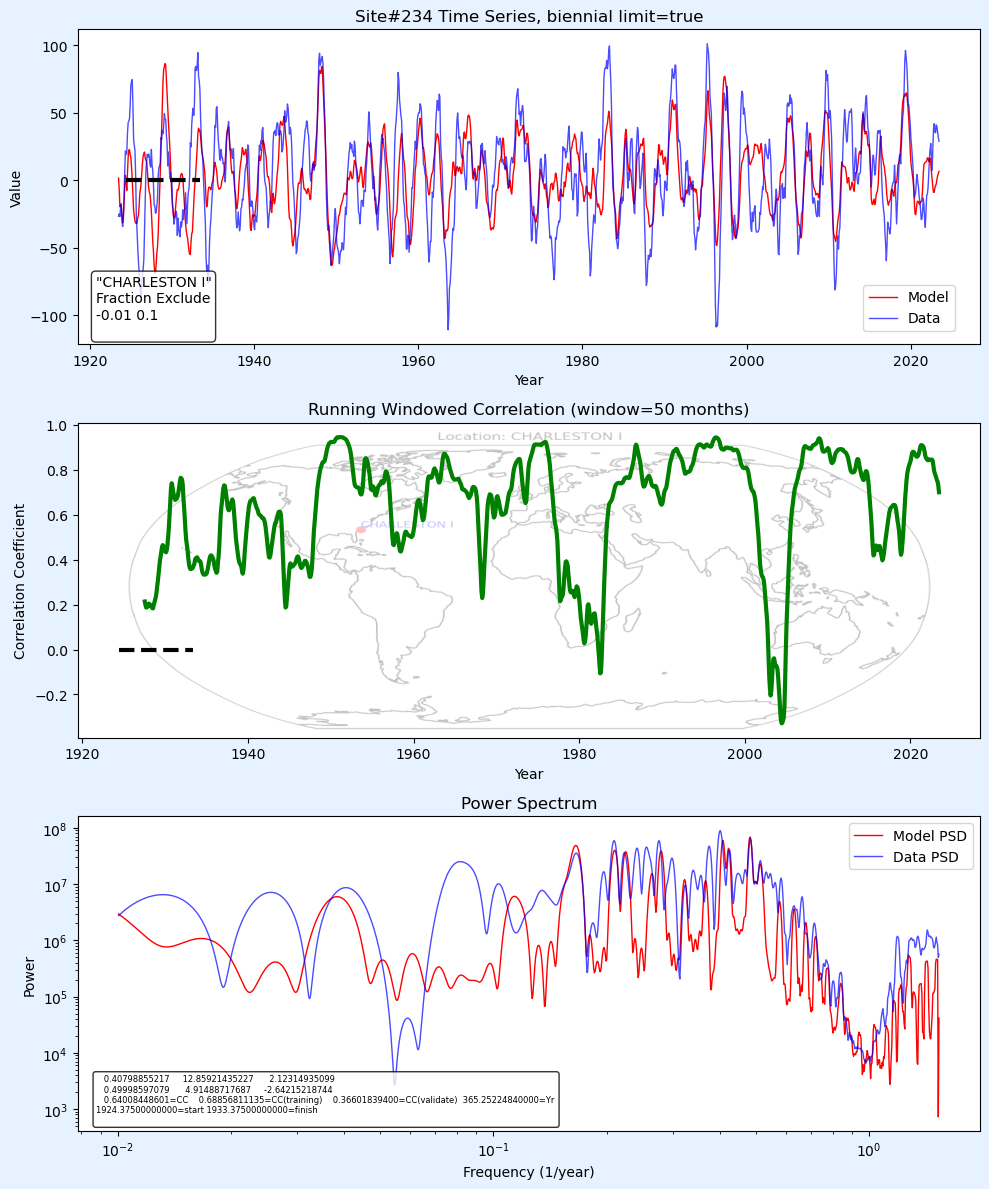 Site#234 Time Series, biennial limit=true
100
50
0
−50
−100
Value
"CHARLESTON I"
Fraction Exclude
-0.01 0.1
Model
Data
1920 1940 1960 1980 2000 2020
Year
Running Windowed Correlation (window=50 months)
Location: CHARLESTON I
1.0
0.8
0.6
0.4
0.2
0.0
−0.2
Correlation Coefficient
CHARLESTON I
1920 1940 1960 1980 2000 2020
Year
Power Spectrum
10⁸
10⁷
10⁶
10⁵
10⁴
10³
Power
Model PSD
Data PSD
0.40798855217 12.85921435227 2.12314935099
0.49998597079 4.91488717687 -2.64215218744
0.64008448601=CC 0.68856811135=CC(training) 0.36601839400=CC(validate) 365.25224840000=Yr
1924.37500000000=start 1933.37500000000=finish
10⁻² 10⁻¹ 10⁰
Frequency (1/year)